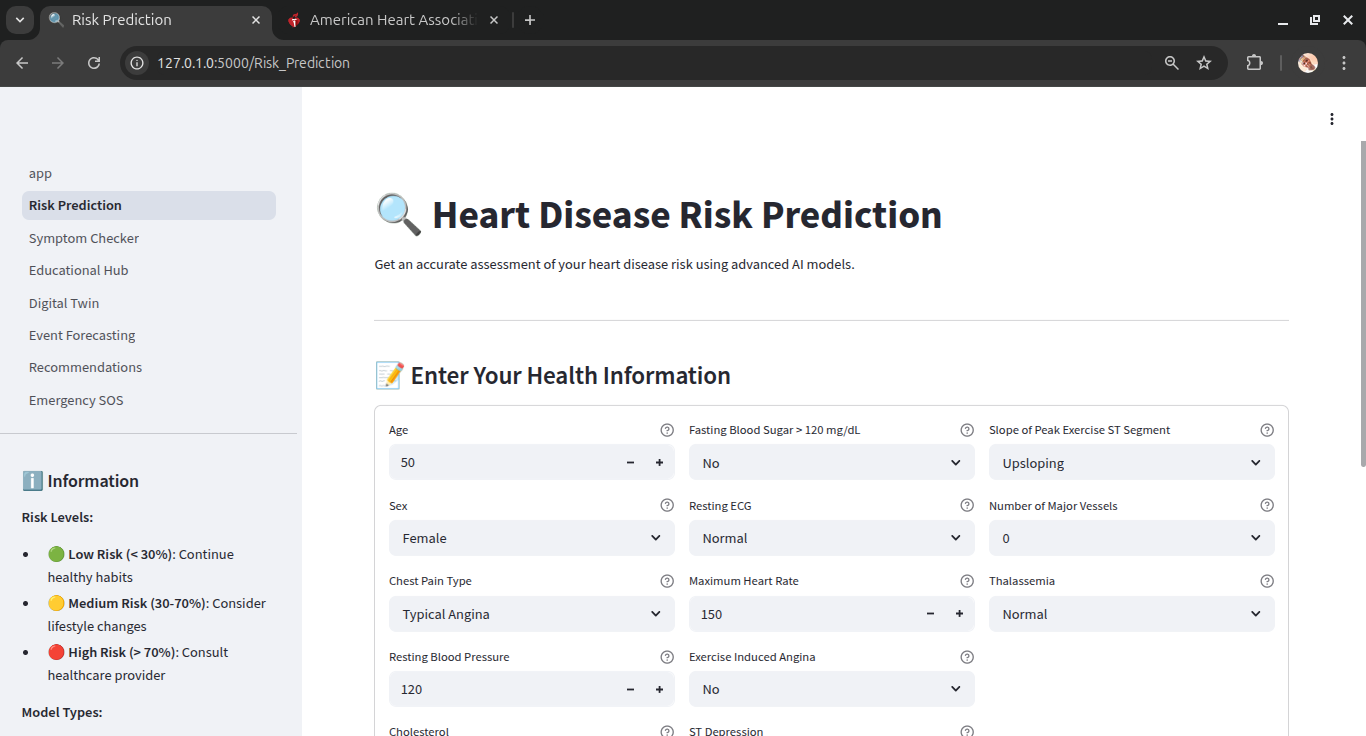 Risk Prediction
American Heart Associat
127.0.1.0:5000/Risk_Prediction
app
Risk Prediction
Symptom Checker
Educational Hub
Digital Twin
Event Forecasting
Recommendations
Emergency SOS
Information
Risk Levels:
Low Risk (< 30%): Continue
healthy habits
Medium Risk (30-70%): Consider
lifestyle changes
High Risk (> 70%): Consult
healthcare provider
Model Types:
Heart Disease Risk Prediction
Get an accurate assessment of your heart disease risk using advanced AI models.
Enter Your Health Information
Age
50
Sex
Female
Chest Pain Type
Typical Angina
Resting Blood Pressure
120
Cholesterol
Fasting Blood Sugar > 120 mg/dL
No
Resting ECG
Normal
Maximum Heart Rate
150
Exercise Induced Angina
No
ST Depression
Slope of Peak Exercise ST Segment
Upsloping
Number of Major Vessels
0
Thalassemia
Normal